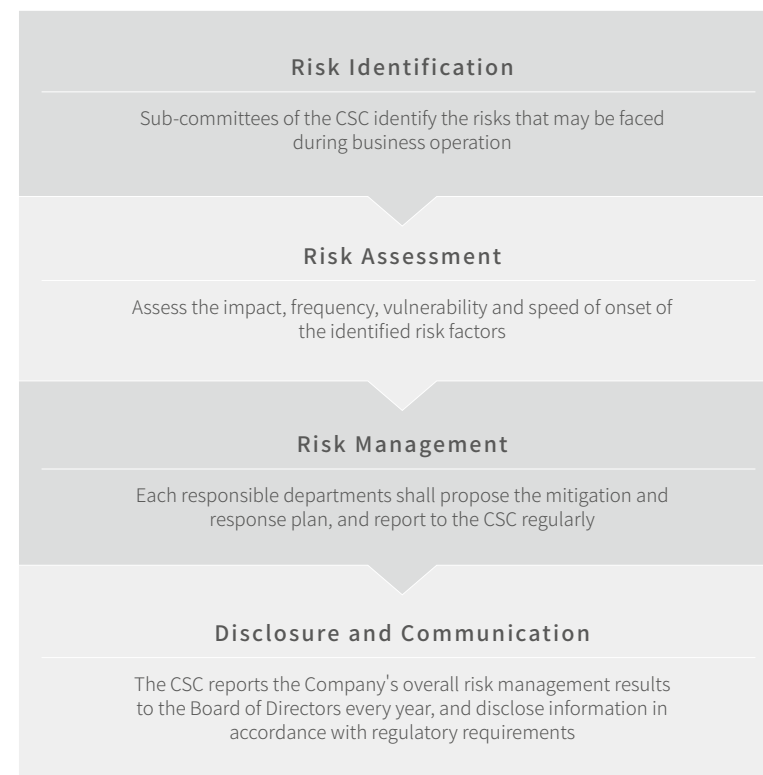 Risk Identification
Sub-committees of the CSC identify the risks that may be faced
during business operation
Risk Assessment
Assess the impact, frequency, vulnerability and speed of onset of
the identified risk factors
Risk Management
Each responsible departments shall propose the mitigation and
response plan, and report to the CSC regularly
Disclosure and Communication
The CSC reports the Company's overall risk management results
to the Board of Directors every year, and disclose information in
accordance with regulatory requirements